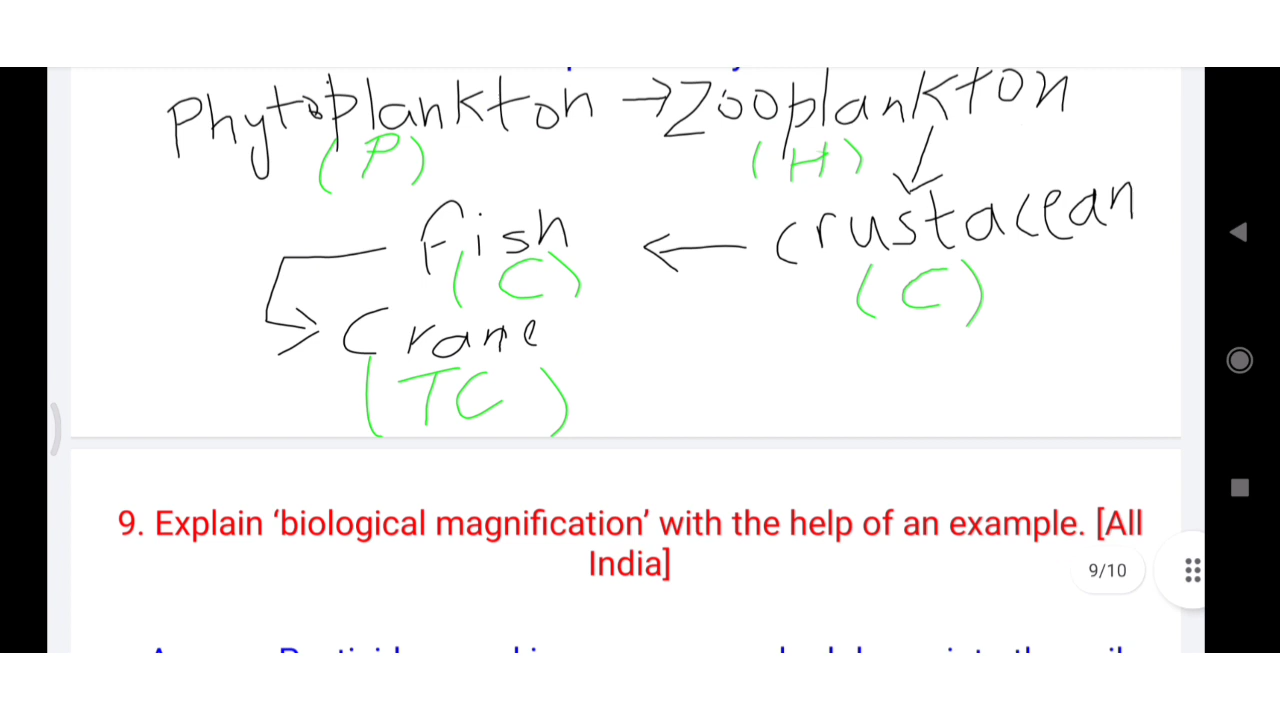 Phytoplankton → Zooplankton
(P) (H)
fish ← crustacean
(C) (C)
Crane
(TC)
9. Explain ‘biological magnification’ with the help of an example. [All
India]
9/10